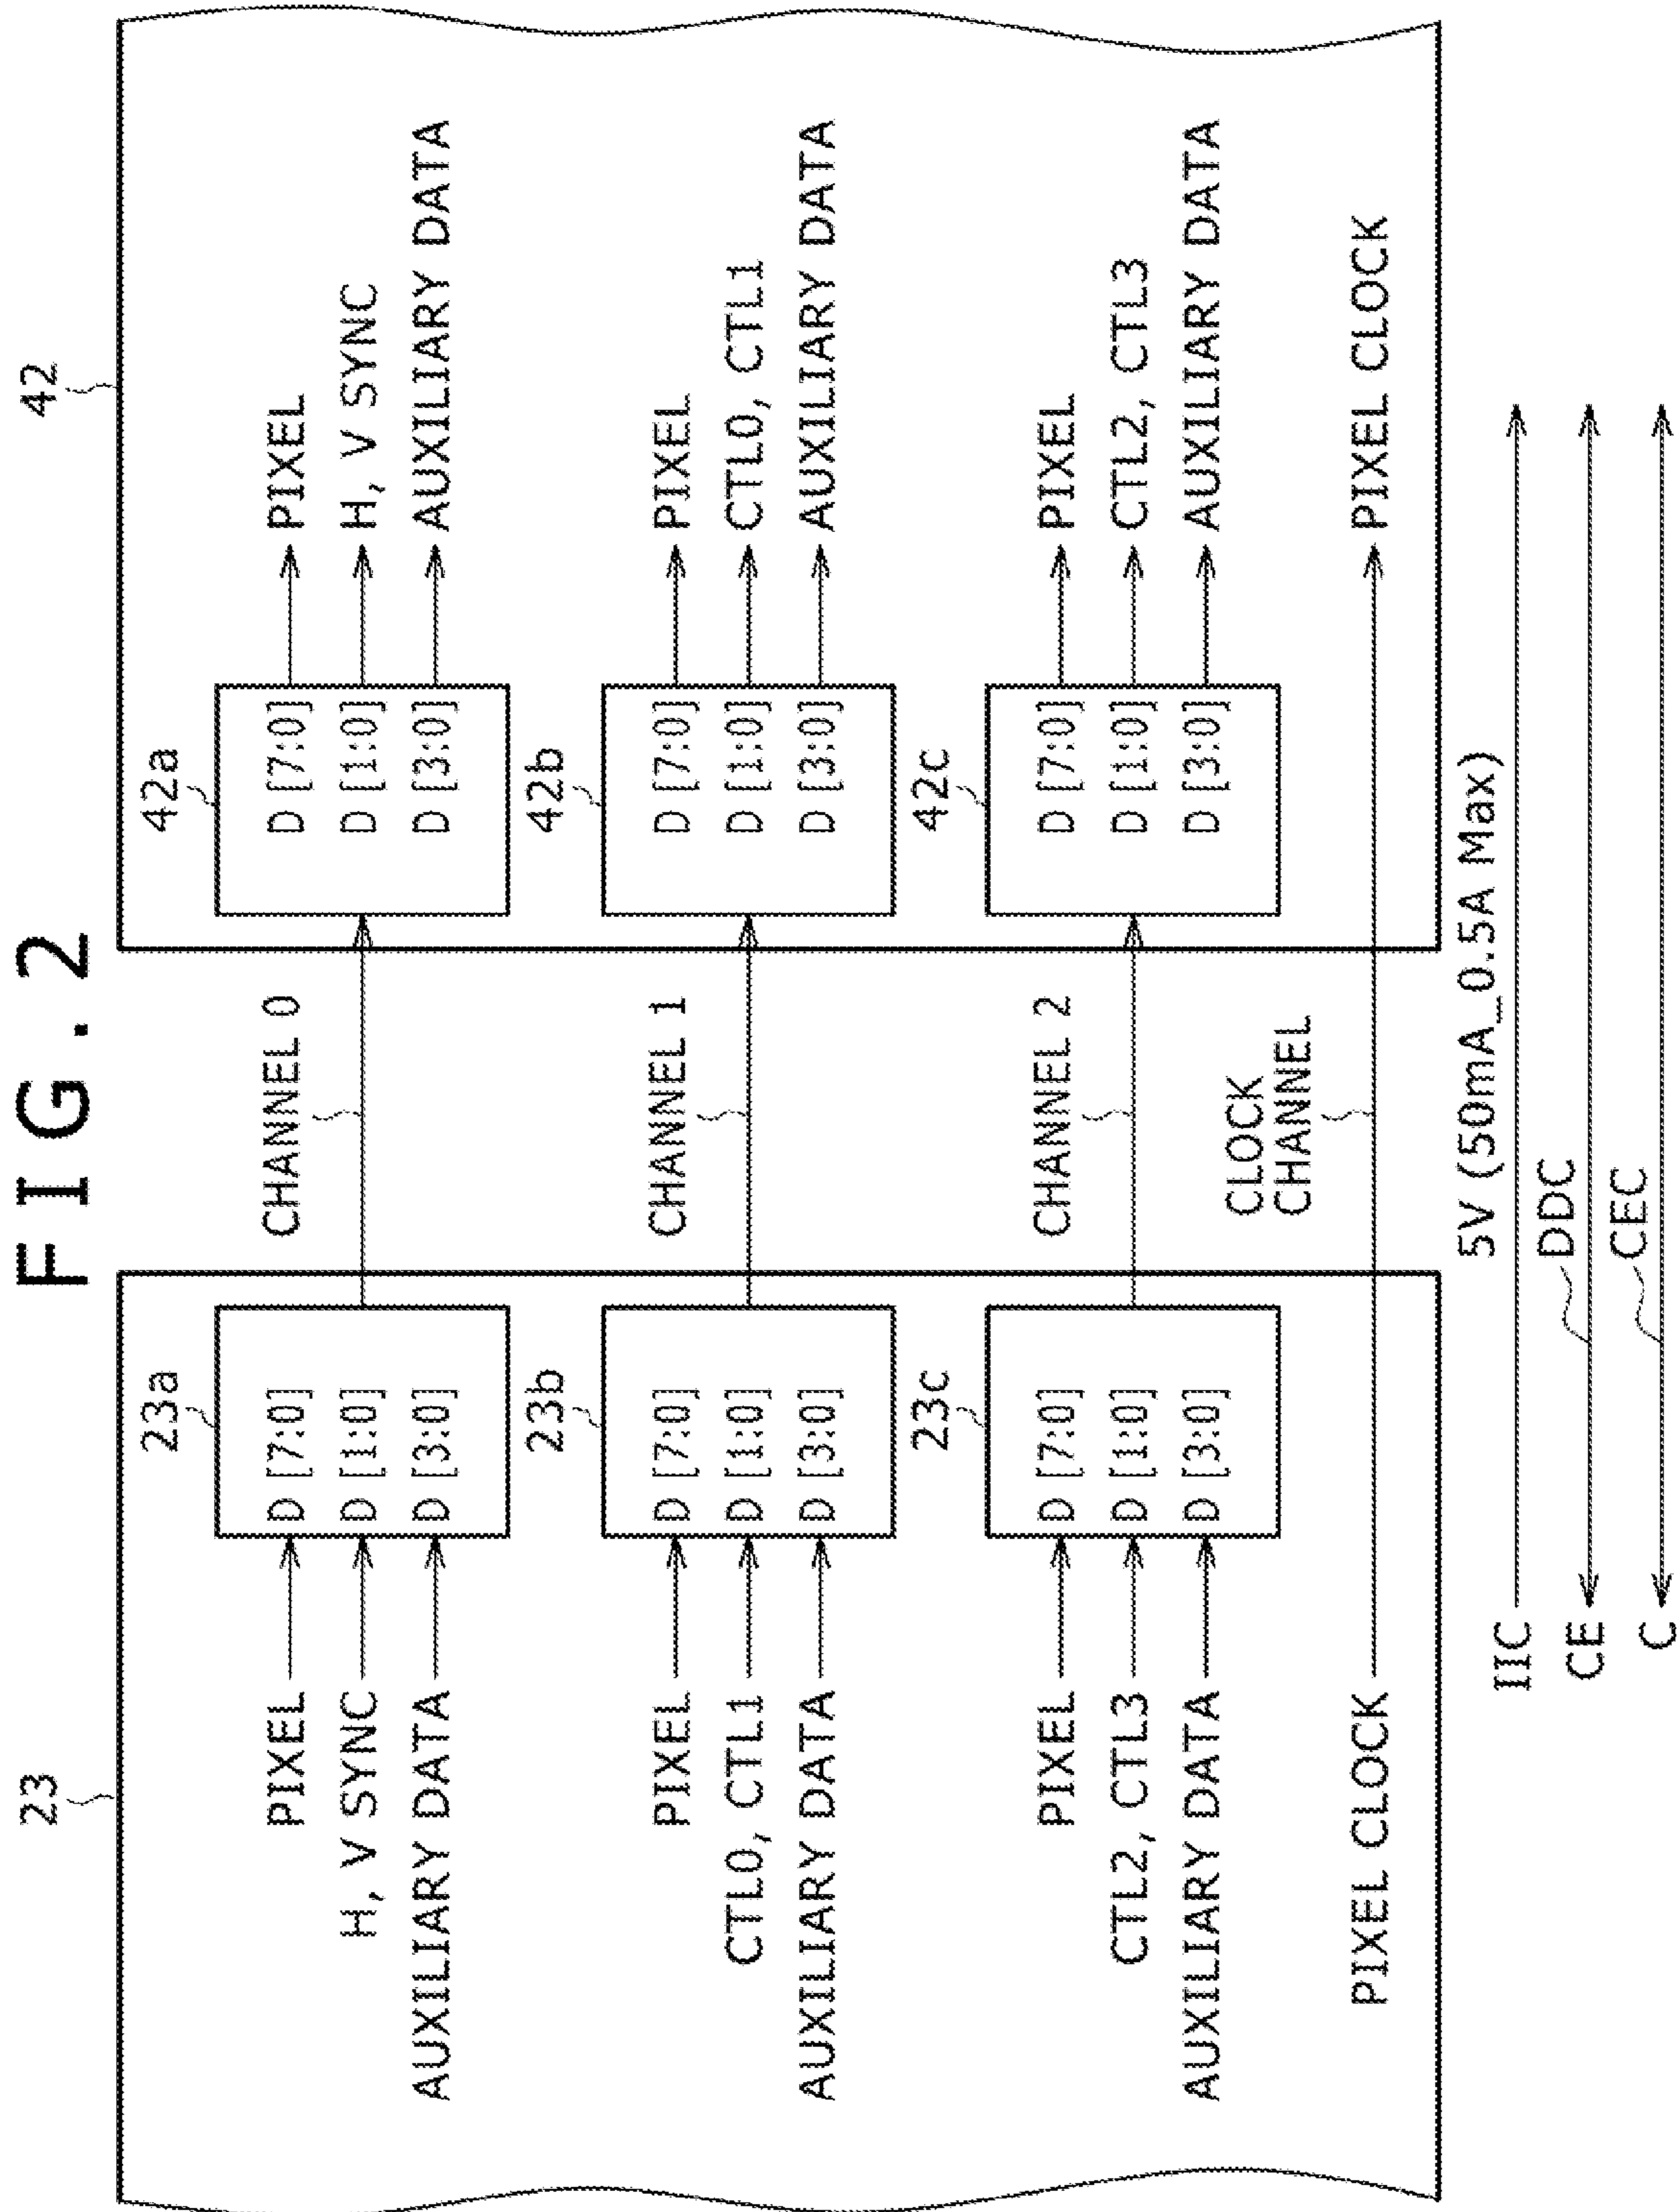 FIG. 2
23
42
23a
42a
PIXEL
D [7:0]
CHANNEL 0
D [7:0]
PIXEL
H, V SYNC
D [1:0]
D [1:0]
H, V SYNC
AUXILIARY DATA
D [3:0]
D [3:0]
AUXILIARY DATA
23b
42b
PIXEL
D [7:0]
CHANNEL 1
D [7:0]
PIXEL
CTL0, CTL1
D [1:0]
D [1:0]
CTL0, CTL1
AUXILIARY DATA
D [3:0]
D [3:0]
AUXILIARY DATA
23c
42c
PIXEL
D [7:0]
CHANNEL 2
D [7:0]
PIXEL
CTL2, CTL3
D [1:0]
D [1:0]
CTL2, CTL3
AUXILIARY DATA
D [3:0]
D [3:0]
AUXILIARY DATA
CLOCK
CHANNEL
PIXEL CLOCK
PIXEL CLOCK
5V (50mA_0.5A Max)
IIC
DDC
CE
CEC
C